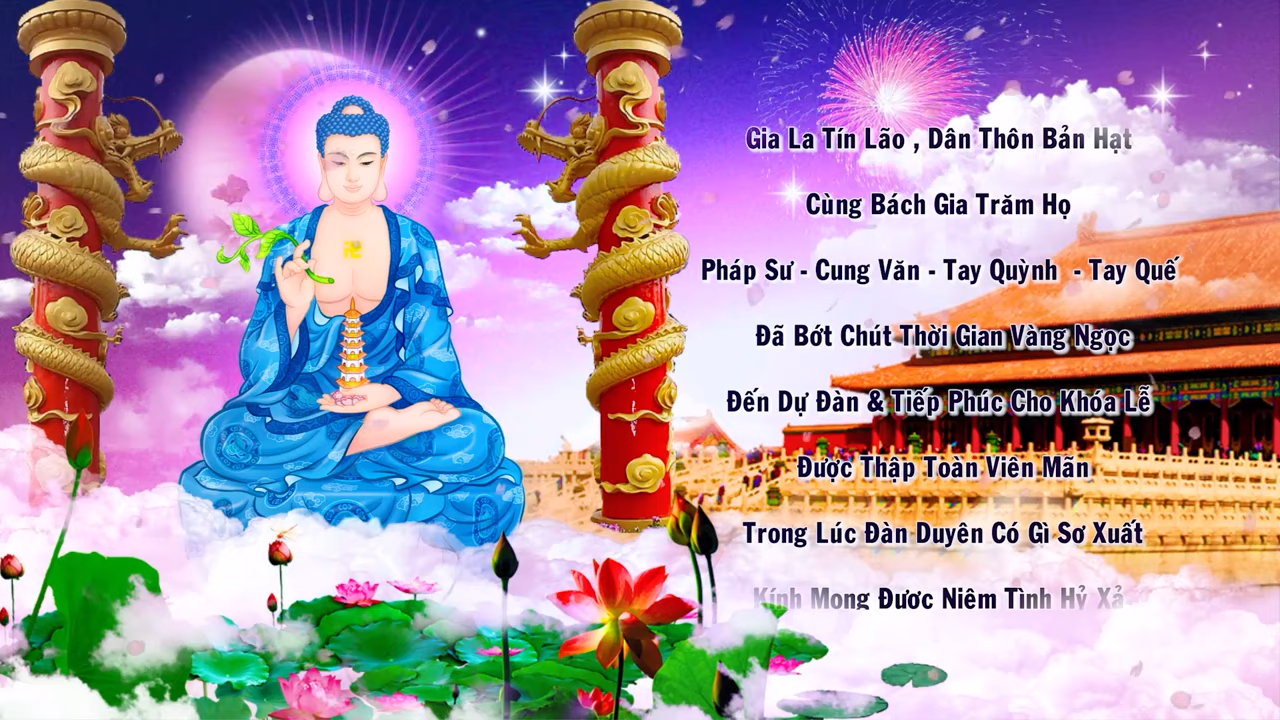 Gia La Tín Lão , Dân Thôn Bản Hạt
Cùng Bách Gia Trăm Họ
Pháp Sư - Cung Văn - Tay Quỳnh - Tay Quế
Đã Bớt Chút Thời Gian Vàng Ngọc
Đến Dự Đàn & Tiếp Phúc Cho Khóa Lễ
Được Thập Toàn Viên Mãn
Trong Lúc Đàn Duyên Có Gì Sơ Xuất
Kính Mong Được Niệm Tình Hỷ Xả